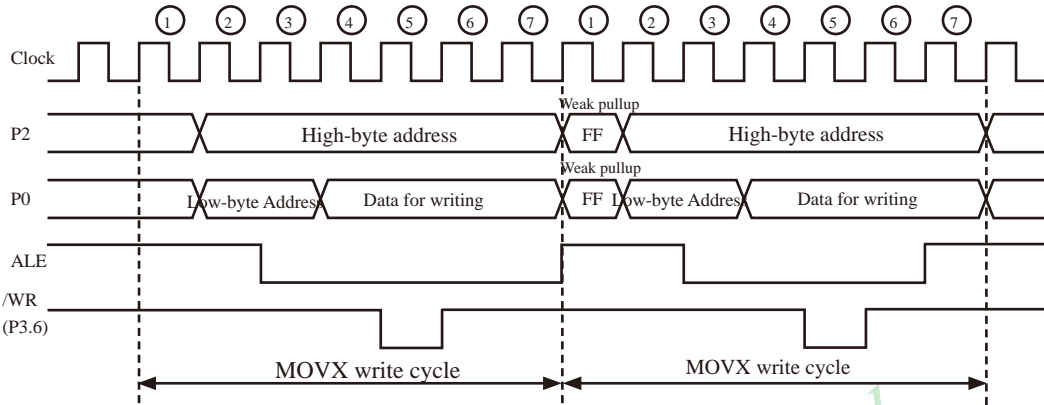 ① ② ③ ④ ⑤ ⑥ ⑦ ① ② ③ ④ ⑤ ⑥ ⑦
Clock
Weak pullup
P2 High-byte address FF High-byte address
Weak pullup
P0 Low-byte Address Data for writing FF Low-byte Address Data for writing
ALE
/WR
(P3.6)
MOVX write cycle MOVX write cycle